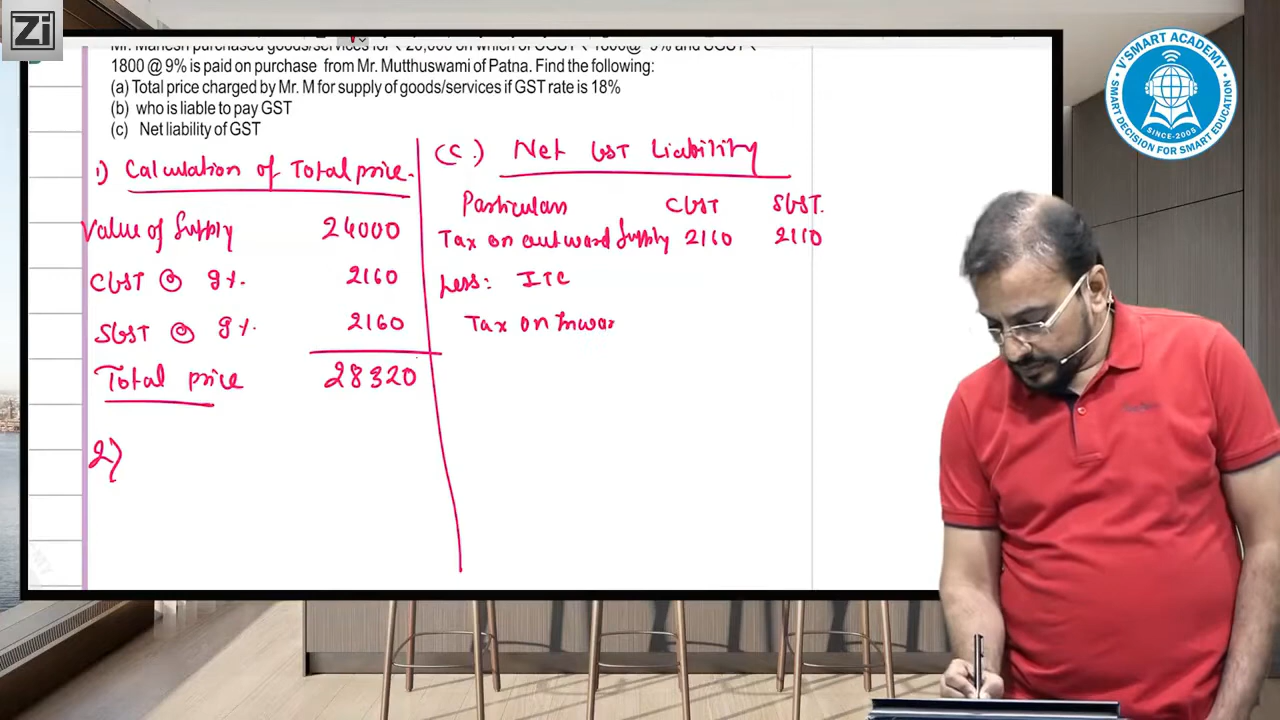 Zi
Mr. Mahesh purchased goods/services for ₹ 20,000 on which of CGST ₹ 1800@ 9% and SGST ₹
1800 @ 9% is paid on purchase from Mr. Mutthuswami of Patna. Find the following:
(a) Total price charged by Mr. M for supply of goods/services if GST rate is 18%
(b) who is liable to pay GST
(c) Net liability of GST
1) Calculation of Total price.
Value of Supply 24000
CGST @ 9%. 2160
SGST @ 9%. 2160
Total price 28320
2)
(C.) Net GST Liability
Particulars CGST SGST.
Tax on outward Supply 2160 2160
Less: ITC
Tax on Inwar
V'SMART ACADEMY
SINCE-2008
SMART DECISION FOR SMART EDUCATION